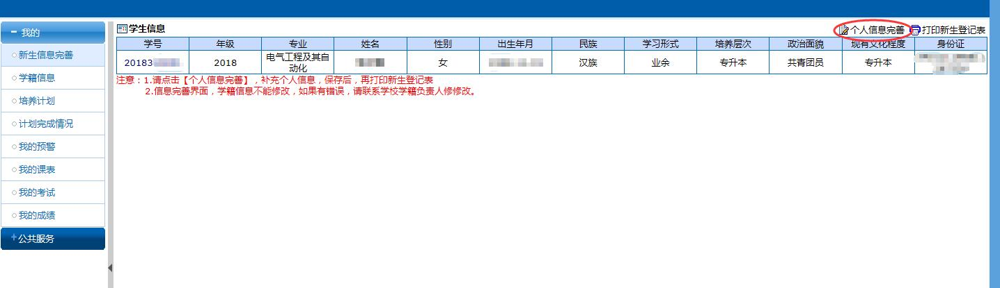 我的
新生信息完善
学籍信息
培养计划
计划完成情况
我的预警
我的课表
我的考试
我的成绩
公共服务
学生信息
个人信息完善 打印新生登记表
学号 年级 专业 姓名 性别 出生年月 民族 学习形式 培养层次 政治面貌 现有文化程度 身份证
20183 2018 电气工程及其自 女 汉族 业余 专升本 共青团员 专升本
动化
注意：1.请点击【个人信息完善】，补充个人信息，保存后，再打印新生登记表
2.信息完善界面，学籍信息不能修改，如果有错误，请联系学校学籍负责人修修改。